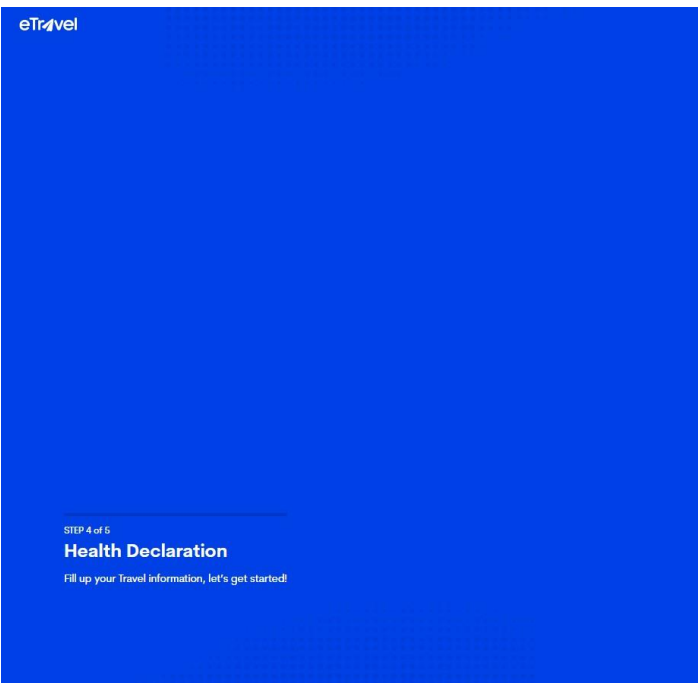 eTravel
STEP 4 of 5
Health Declaration
Fill up your Travel information, let's get started!